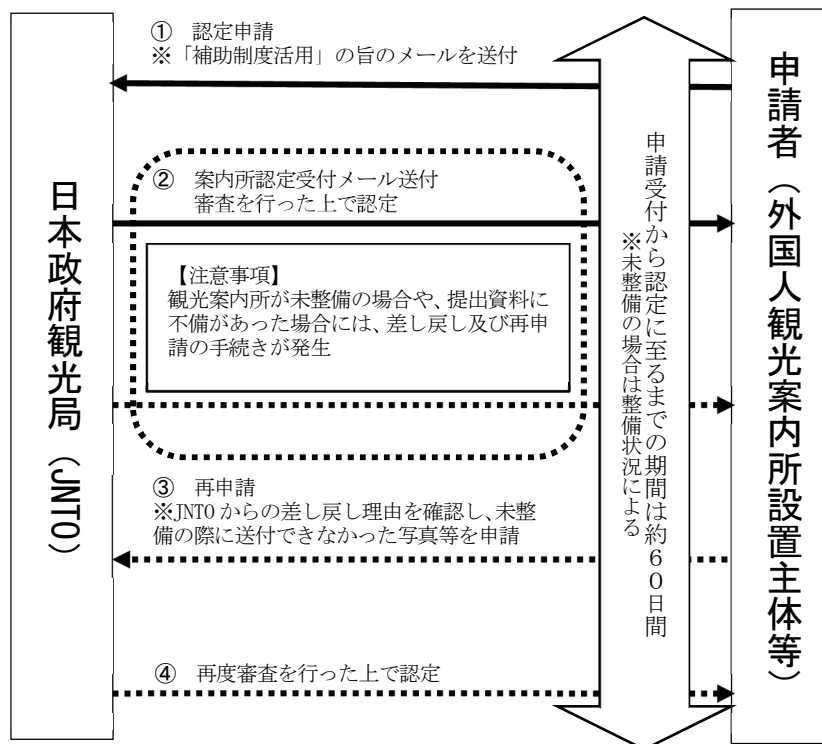 ① 認定申請
※「補助制度活用」の旨のメールを送付
② 案内所認定受付メール送付
審査を行った上で認定
【注意事項】
観光案内所が未整備の場合や、提出資料に
不備があった場合には、差し戻し及び再申
請の手続きが発生
③ 再申請
※JNTO からの差し戻し理由を確認し、未整
備の際に送付できなかった写真等を申請
④ 再度審査を行った上で認定
日本政府観光局(JNTO)
申請受付から認定に至るまでの期間は約60日間
※未整備の場合は整備状況による
申請者(外国人観光案内所設置主体等)